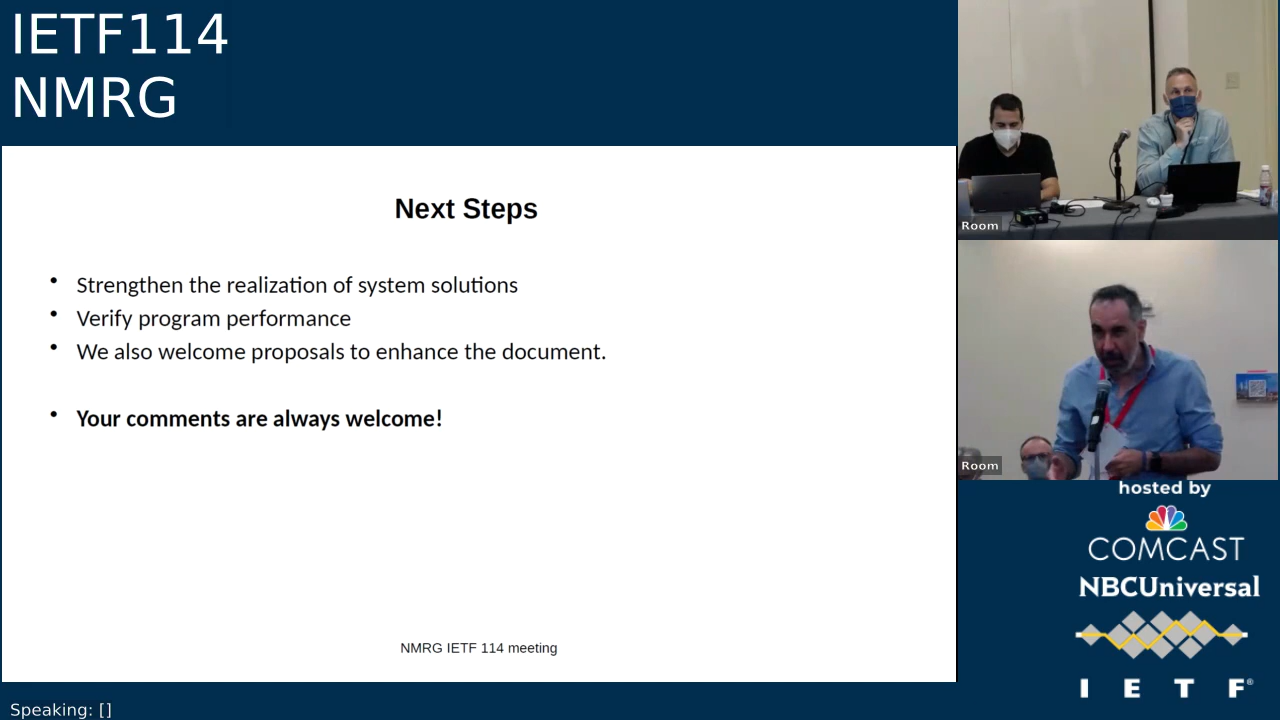 IETF114
NMRG
Next Steps
• Strengthen the realization of system solutions
• Verify program performance
• We also welcome proposals to enhance the document.
• Your comments are always welcome!
NMRG IETF 114 meeting
Room
Room
hosted by
COMCAST
NBCUniversal
I E T F®
Speaking: []